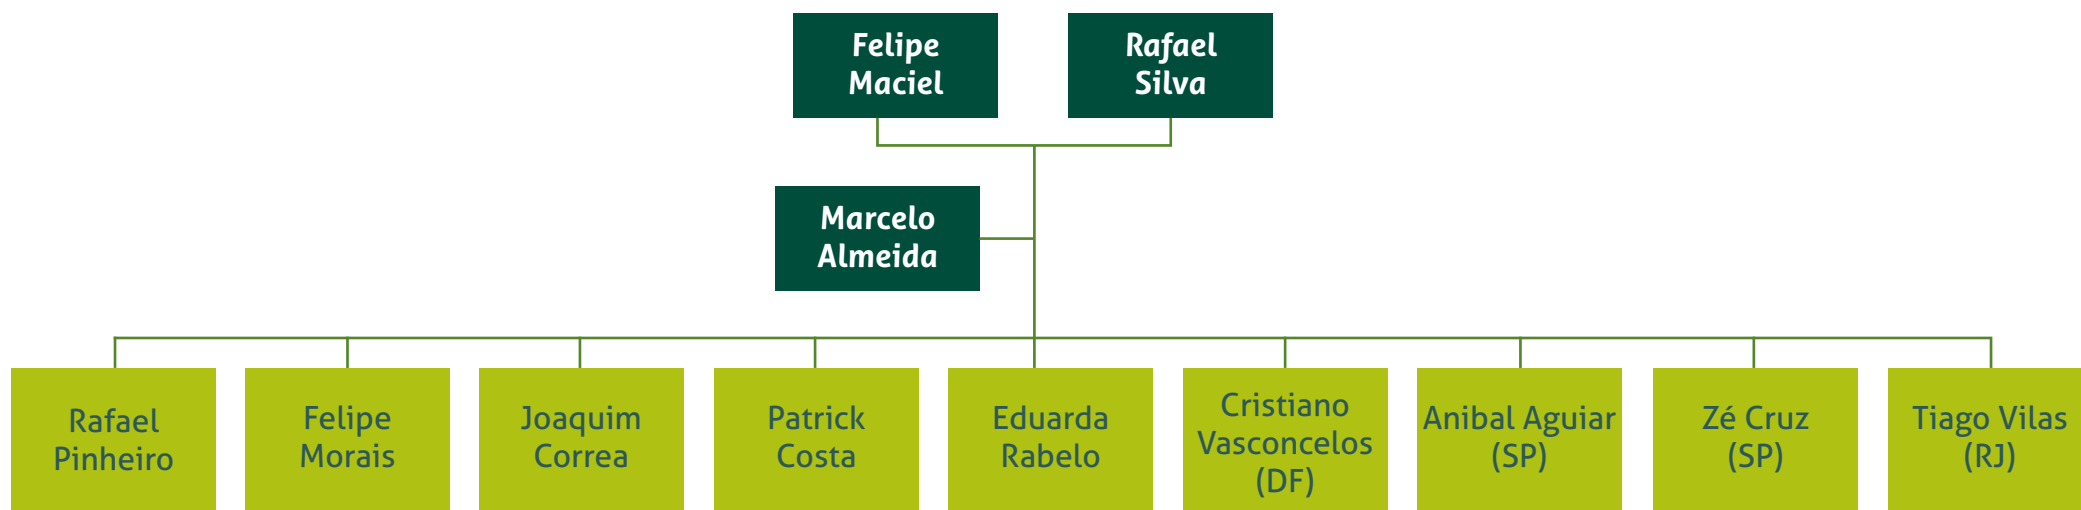 Felipe
Maciel
Rafael
Silva
Marcelo
Almeida
Rafael
Pinheiro
Felipe
Morais
Joaquim
Correa
Patrick
Costa
Eduarda
Rabelo
Cristiano
Vasconcelos
(DF)
Anibal Aguiar
(SP)
Zé Cruz
(SP)
Tiago Vilas
(RJ)